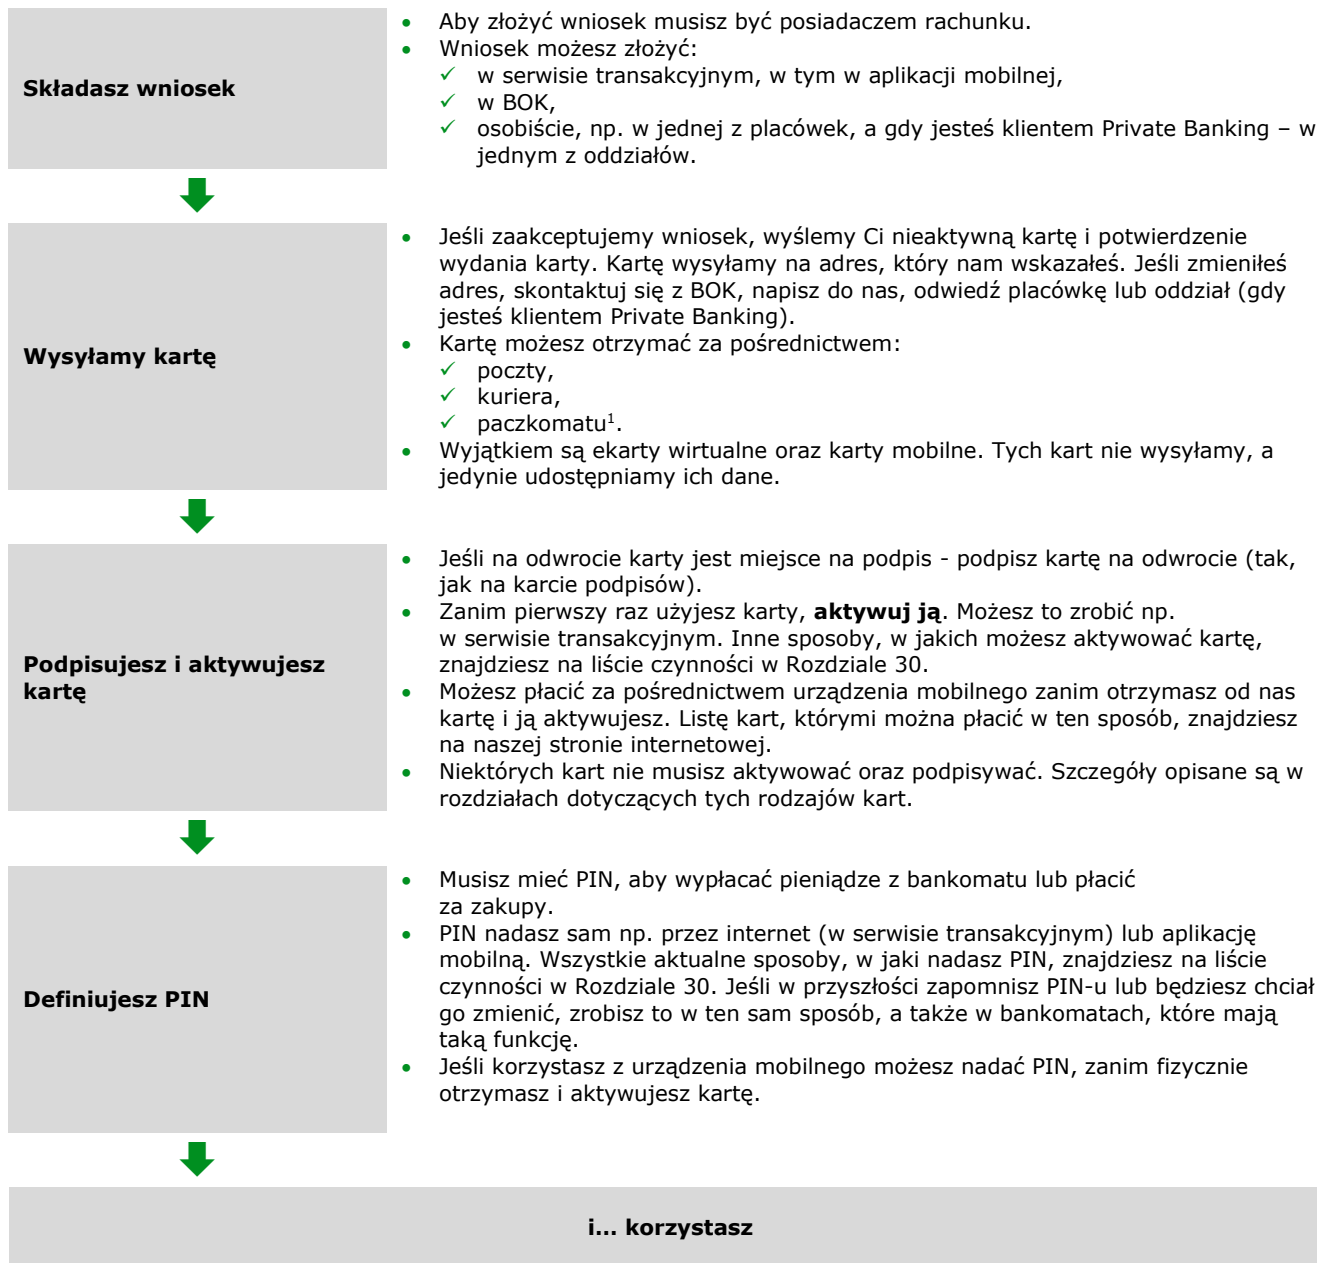 Składasz wniosek
• Aby złożyć wniosek musisz być posiadaczem rachunku.
• Wniosek możesz złożyć:
✓ w serwisie transakcyjnym, w tym w aplikacji mobilnej,
✓ w BOK,
✓ osobiście, np. w jednej z placówek, a gdy jesteś klientem Private Banking – w
jednym z oddziałów.
Wysyłamy kartę
• Jeśli zaakceptujemy wniosek, wyślemy Ci nieaktywną kartę i potwierdzenie
wydania karty. Kartę wysyłamy na adres, który nam wskazałeś. Jeśli zmieniłeś
adres, skontaktuj się z BOK, napisz do nas, odwiedź placówkę lub oddział (gdy
jesteś klientem Private Banking).
• Kartę możesz otrzymać za pośrednictwem:
✓ poczty,
✓ kuriera,
✓ paczkomatu¹.
• Wyjątkiem są ekarty wirtualne oraz karty mobilne. Tych kart nie wysyłamy, a
jedynie udostępniamy ich dane.
Podpisujesz i aktywujesz
kartę
• Jeśli na odwrocie karty jest miejsce na podpis - podpisz kartę na odwrocie (tak,
jak na karcie podpisów).
• Zanim pierwszy raz użyjesz karty, aktywuj ją. Możesz to zrobić np.
w serwisie transakcyjnym. Inne sposoby, w jakich możesz aktywować kartę,
znajdziesz na liście czynności w Rozdziale 30.
• Możesz płacić za pośrednictwem urządzenia mobilnego zanim otrzymasz od nas
kartę i ją aktywujesz. Listę kart, którymi można płacić w ten sposób, znajdziesz
na naszej stronie internetowej.
• Niektórych kart nie musisz aktywować oraz podpisywać. Szczegóły opisane są w
rozdziałach dotyczących tych rodzajów kart.
Definiujesz PIN
• Musisz mieć PIN, aby wypłacać pieniądze z bankomatu lub płacić
za zakupy.
• PIN nadasz sam np. przez internet (w serwisie transakcyjnym) lub aplikację
mobilną. Wszystkie aktualne sposoby, w jaki nadasz PIN, znajdziesz na liście
czynności w Rozdziale 30. Jeśli w przyszłości zapomnisz PIN-u lub będziesz chciał
go zmienić, zrobisz to w ten sam sposób, a także w bankomatach, które mają
taką funkcję.
• Jeśli korzystasz z urządzenia mobilnego możesz nadać PIN, zanim fizycznie
otrzymasz i aktywujesz kartę.
i… korzystasz